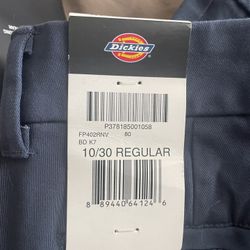 Dickies
P378185001058
FP402RNV 80
BD K7
10/30 REGULAR
8 89440 64124 6